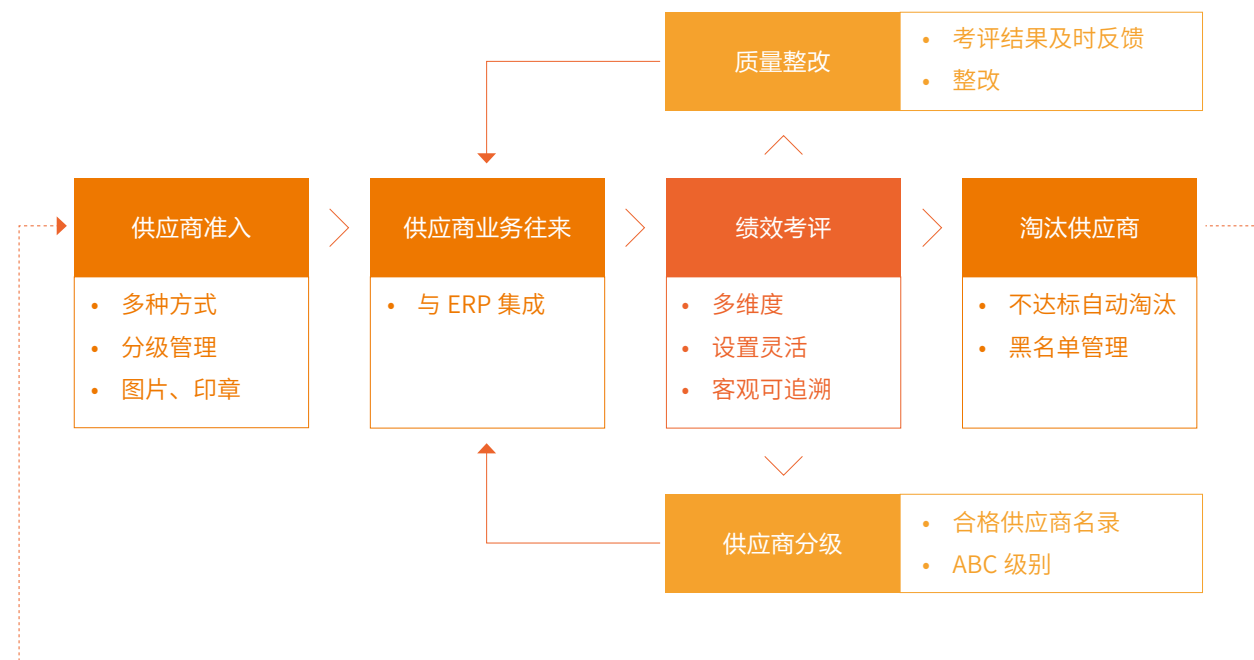 质量整改
考评结果及时反馈
整改
供应商准入
多种方式
分级管理
图片、印章
供应商业务往来
与 ERP 集成
绩效考评
多维度
设置灵活
客观可追溯
淘汰供应商
不达标自动淘汰
黑名单管理
供应商分级
合格供应商名录
ABC 级别